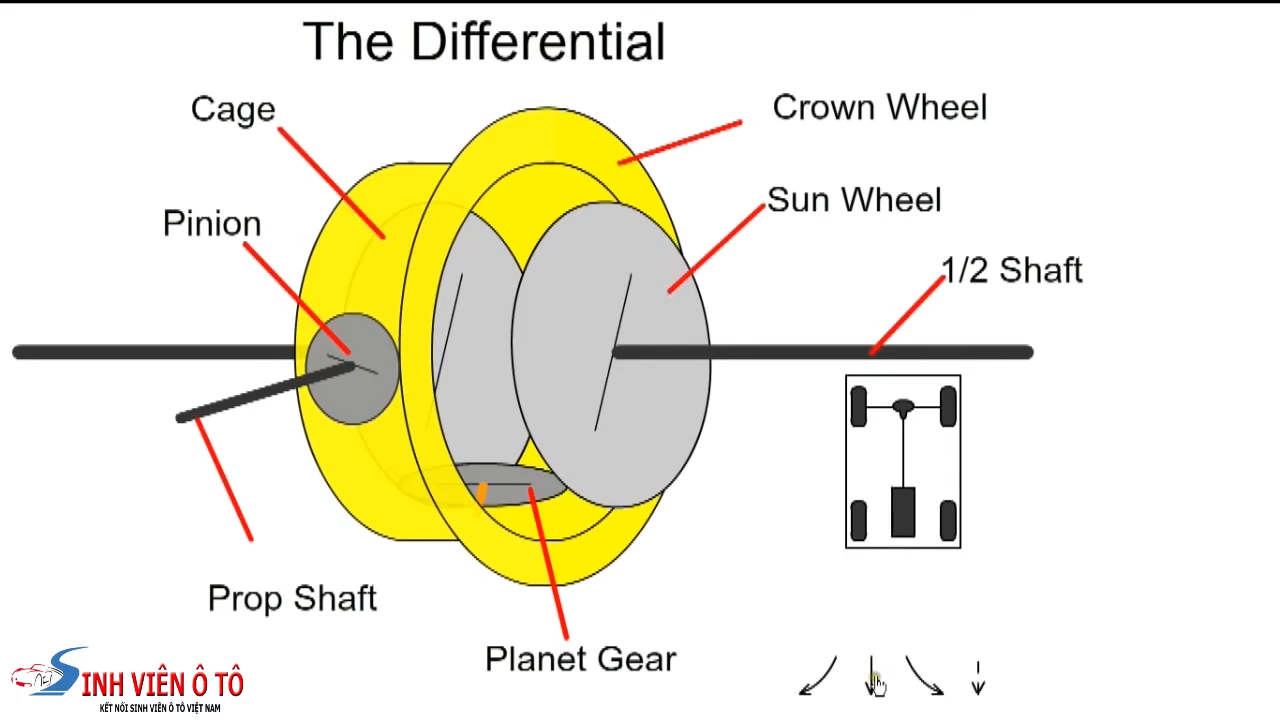 The Differential
Cage
Crown Wheel
Sun Wheel
Pinion
1/2 Shaft
Prop Shaft
Planet Gear
SINH VIÊN Ô TÔ
KẾT NỐI SINH VIÊN Ô TÔ VIỆT NAM